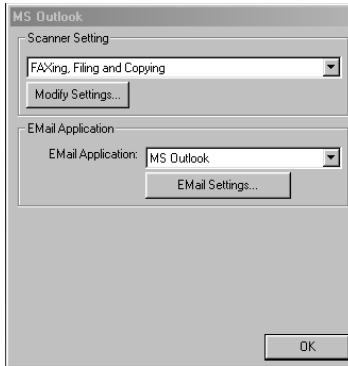 MS Outlook
Scanner Setting
FAXing, Filing and Copying
Modify Settings...
EMail Application
EMail Application: MS Outlook
EMail Settings...
OK